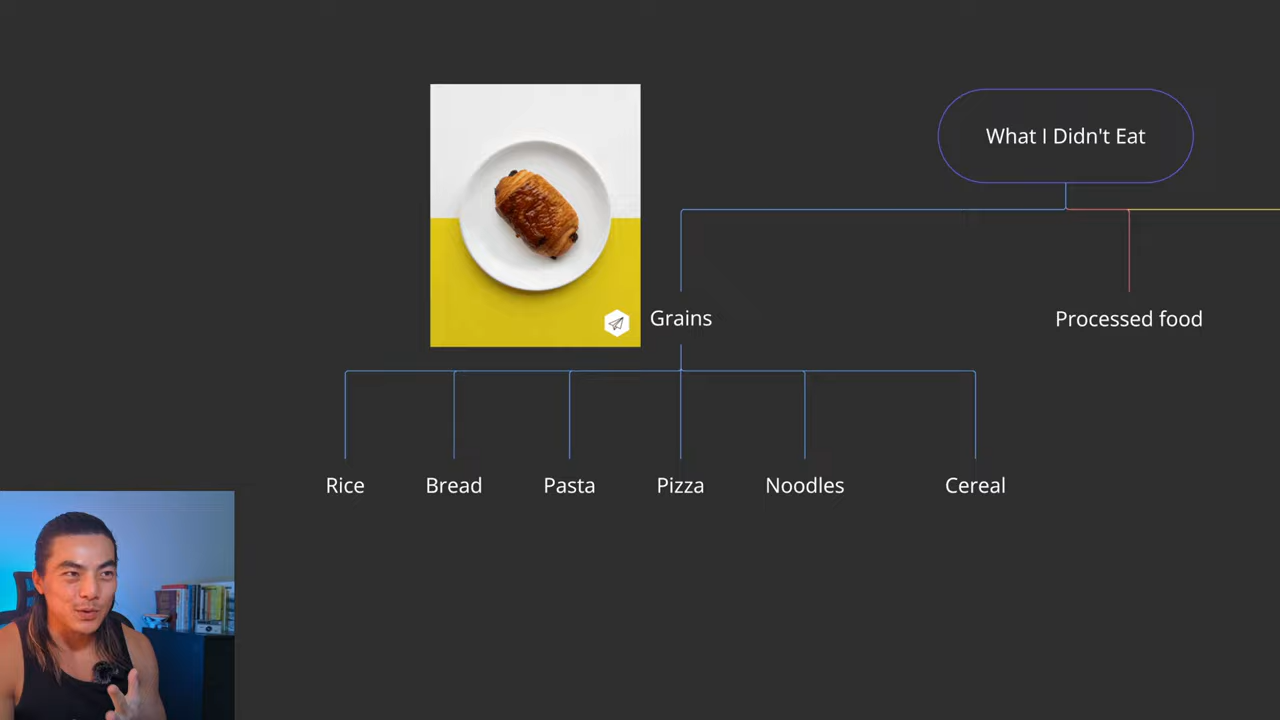 What I Didn't Eat
Grains
Processed food
Rice
Bread
Pasta
Pizza
Noodles
Cereal